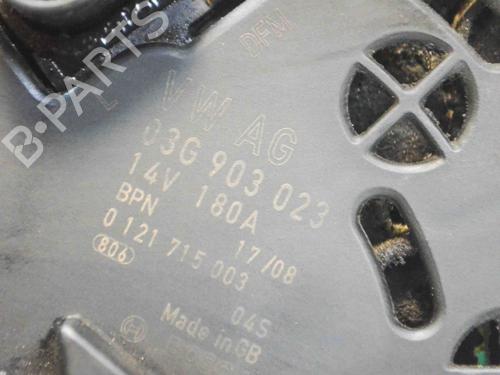 B-PARTS
DFM
L
VW AG
03G 903 023
14V 180A
BPN 17/08
0 121 715 003
806
04S
Made in GB